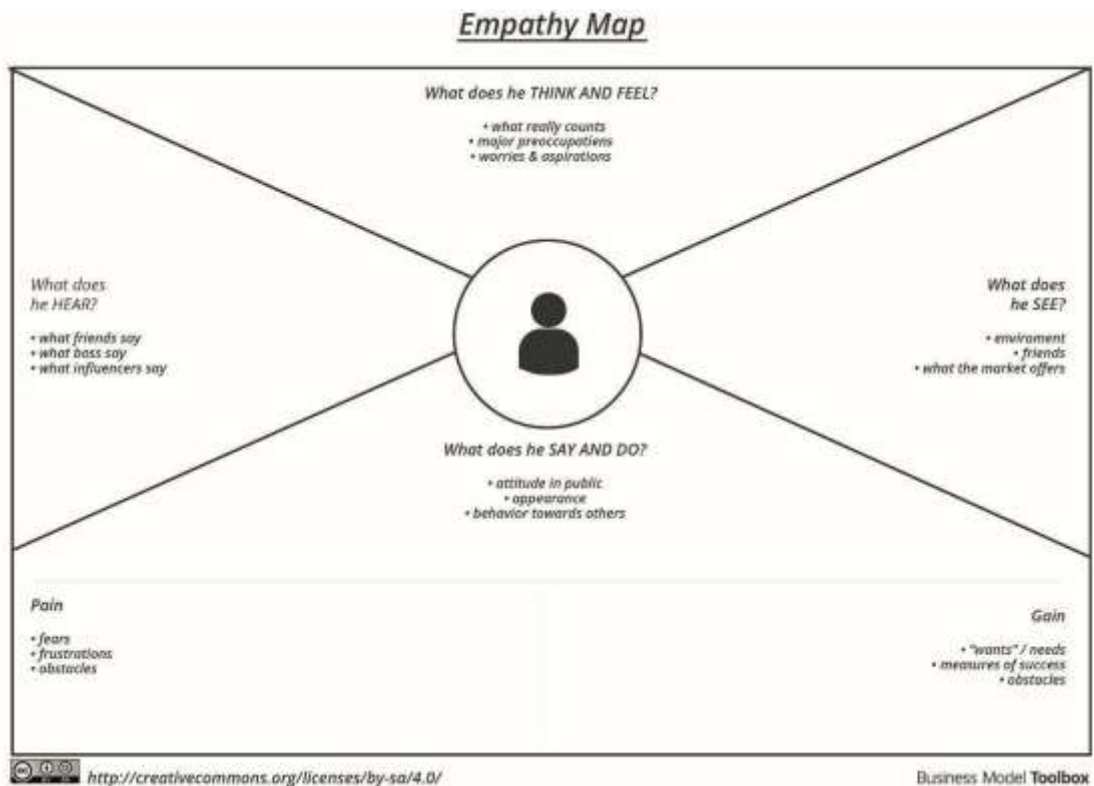 Empathy Map
What does he THINK AND FEEL?
• what really counts
• major preoccupations
• worries & aspirations
What does
he HEAR?
• what friends say
• what boss say
• what influencers say
What does
he SEE?
• enviroment
• friends
• what the market offers
What does he SAY AND DO?
• attitude in public
• appearance
• behavior towards others
Pain
• fears
• frustrations
• obstacles
Gain
• "wants" / needs
• measures of success
• obstacles
http://creativecommons.org/licenses/by-sa/4.0/
Business Model Toolbox